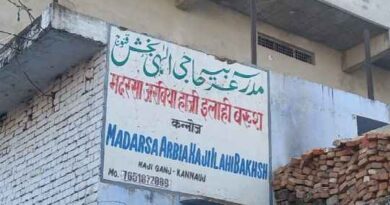 مدرسہ عربیہ حاجی الٰہی بخش قنوج
मदरसा अरबिया हाजी इलाही बख्श
कन्नोज
MADARSA ARBIA HAJI ILAHI BAKHSH
HAJI GANJ - KANNAUJ
Mo.